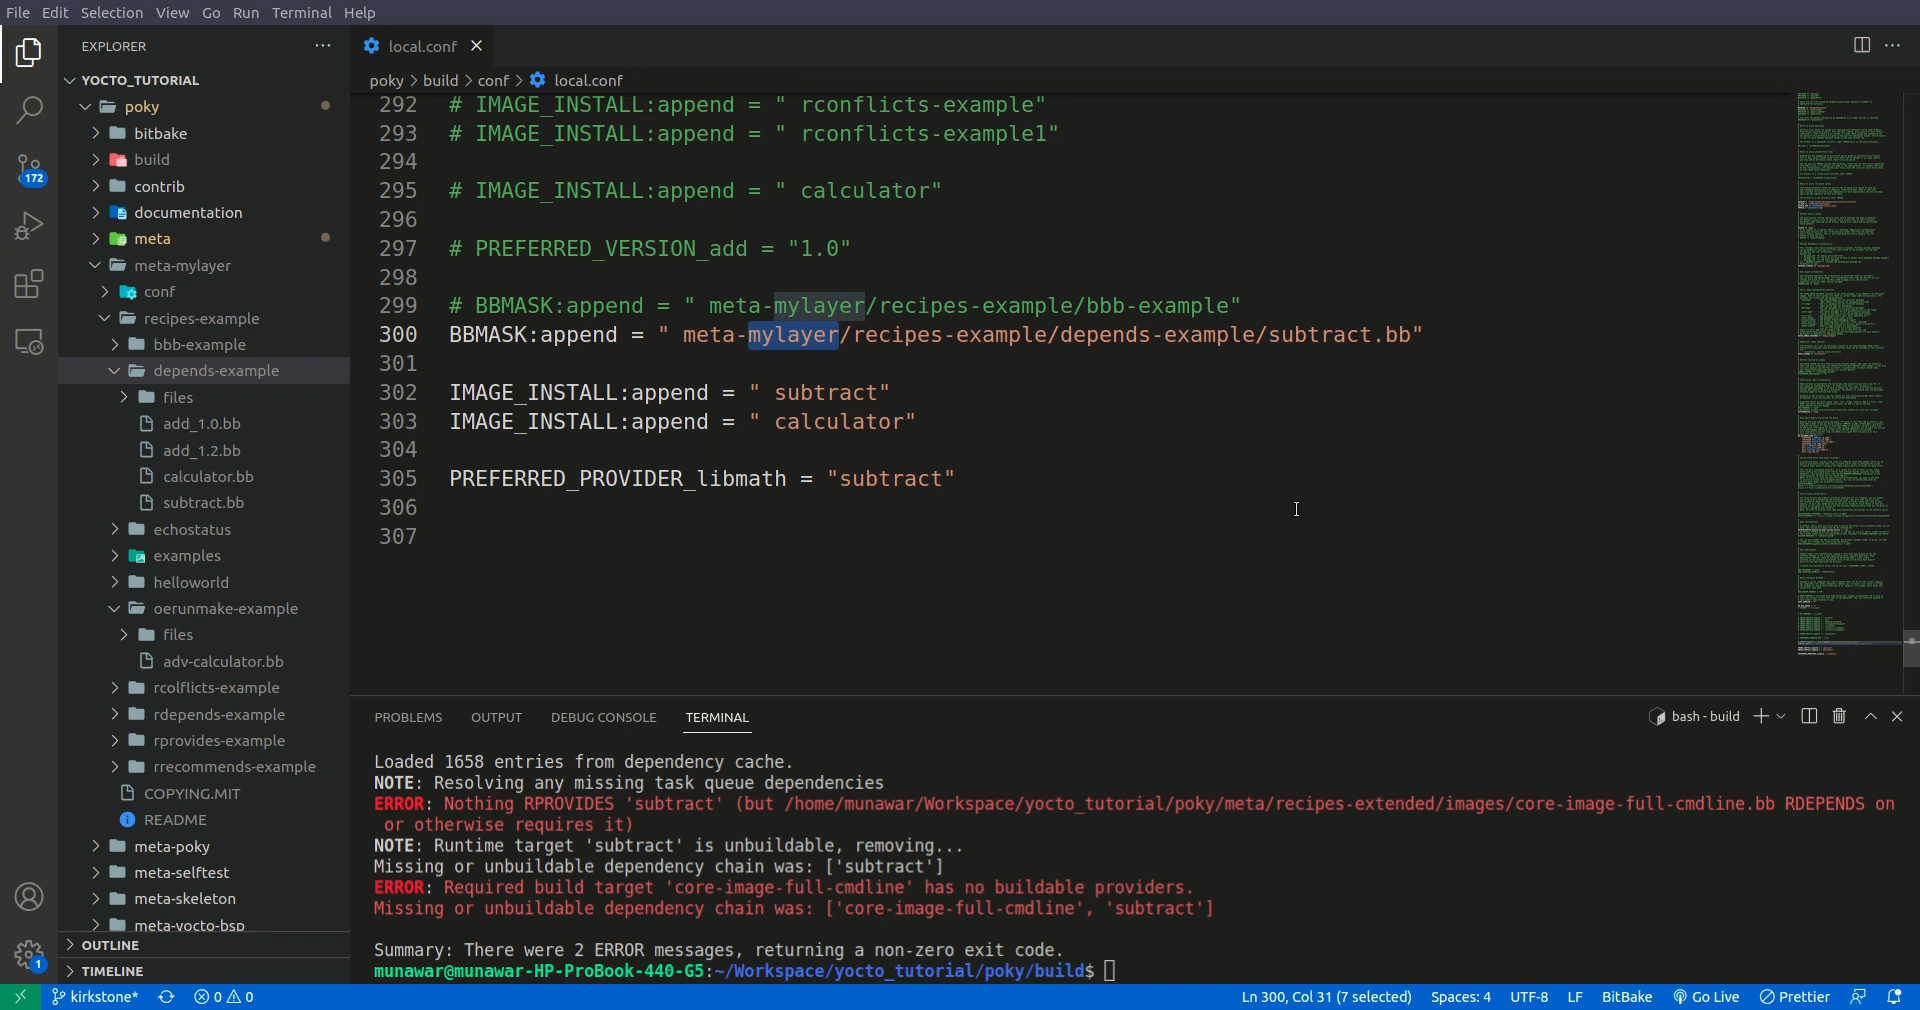 File Edit Selection View Go Run Terminal Help
EXPLORER
local.conf
YOCTO_TUTORIAL
poky > build > conf > local.conf
poky
bitbake
build
contrib
documentation
meta
meta-mylayer
conf
recipes-example
bbb-example
depends-example
files
add_1.0.bb
add_1.2.bb
calculator.bb
subtract.bb
echostatus
examples
helloworld
oerunmake-example
files
adv-calculator.bb
rcolflicts-example
rdepends-example
rprovides-example
rrecommends-example
COPYING.MIT
README
meta-poky
meta-selftest
meta-skeleton
meta-yocto-bsp
OUTLINE
TIMELINE
172
1
292 # IMAGE_INSTALL:append = " rconflicts-example"
293 # IMAGE_INSTALL:append = " rconflicts-example1"
294
295 # IMAGE_INSTALL:append = " calculator"
296
297 # PREFERRED_VERSION_add = "1.0"
298
299 # BBMASK:append = " meta-mylayer/recipes-example/bbb-example"
300 BBMASK:append = " meta-mylayer/recipes-example/depends-example/subtract.bb"
301
302 IMAGE_INSTALL:append = " subtract"
303 IMAGE_INSTALL:append = " calculator"
304
305 PREFERRED_PROVIDER_libmath = "subtract"
306
307
PROBLEMS OUTPUT DEBUG CONSOLE TERMINAL
bash - build
Loaded 1658 entries from dependency cache.
NOTE: Resolving any missing task queue dependencies
ERROR: Nothing RPROVIDES 'subtract' (but /home/munawar/Workspace/yocto_tutorial/poky/meta/recipes-extended/images/core-image-full-cmdline.bb RDEPENDS on
or otherwise requires it)
NOTE: Runtime target 'subtract' is unbuildable, removing...
Missing or unbuildable dependency chain was: ['subtract']
ERROR: Required build target 'core-image-full-cmdline' has no buildable providers.
Missing or unbuildable dependency chain was: ['core-image-full-cmdline', 'subtract']
Summary: There were 2 ERROR messages, returning a non-zero exit code.
munawar@munawar-HP-ProBook-440-G5:~/Workspace/yocto_tutorial/poky/build$
kirkstone* 0 0 Ln 300, Col 31 (7 selected) Spaces: 4 UTF-8 LF BitBake Go Live Prettier